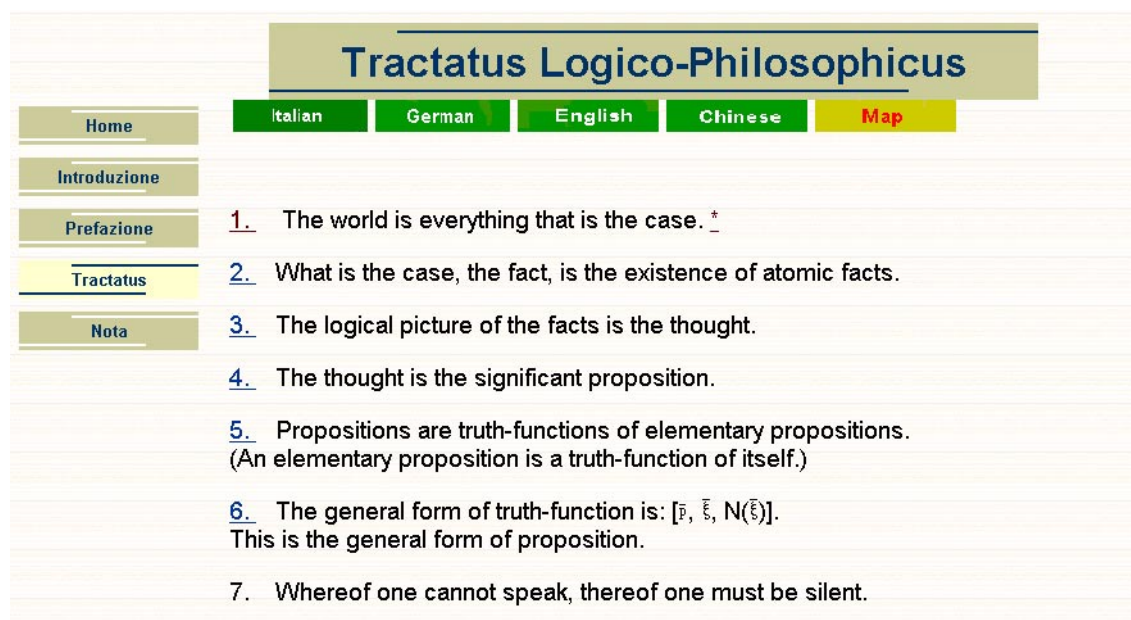 Tractatus Logico-Philosophicus
Italian German English Chinese Map
Home
Introduzione
Prefazione
Tractatus
Nota
1. The world is everything that is the case. *
2. What is the case, the fact, is the existence of atomic facts.
3. The logical picture of the facts is the thought.
4. The thought is the significant proposition.
5. Propositions are truth-functions of elementary propositions.
(An elementary proposition is a truth-function of itself.)
6. The general form of truth-function is: [p̄, ξ̄, N(ξ̄)].
This is the general form of proposition.
7. Whereof one cannot speak, thereof one must be silent.